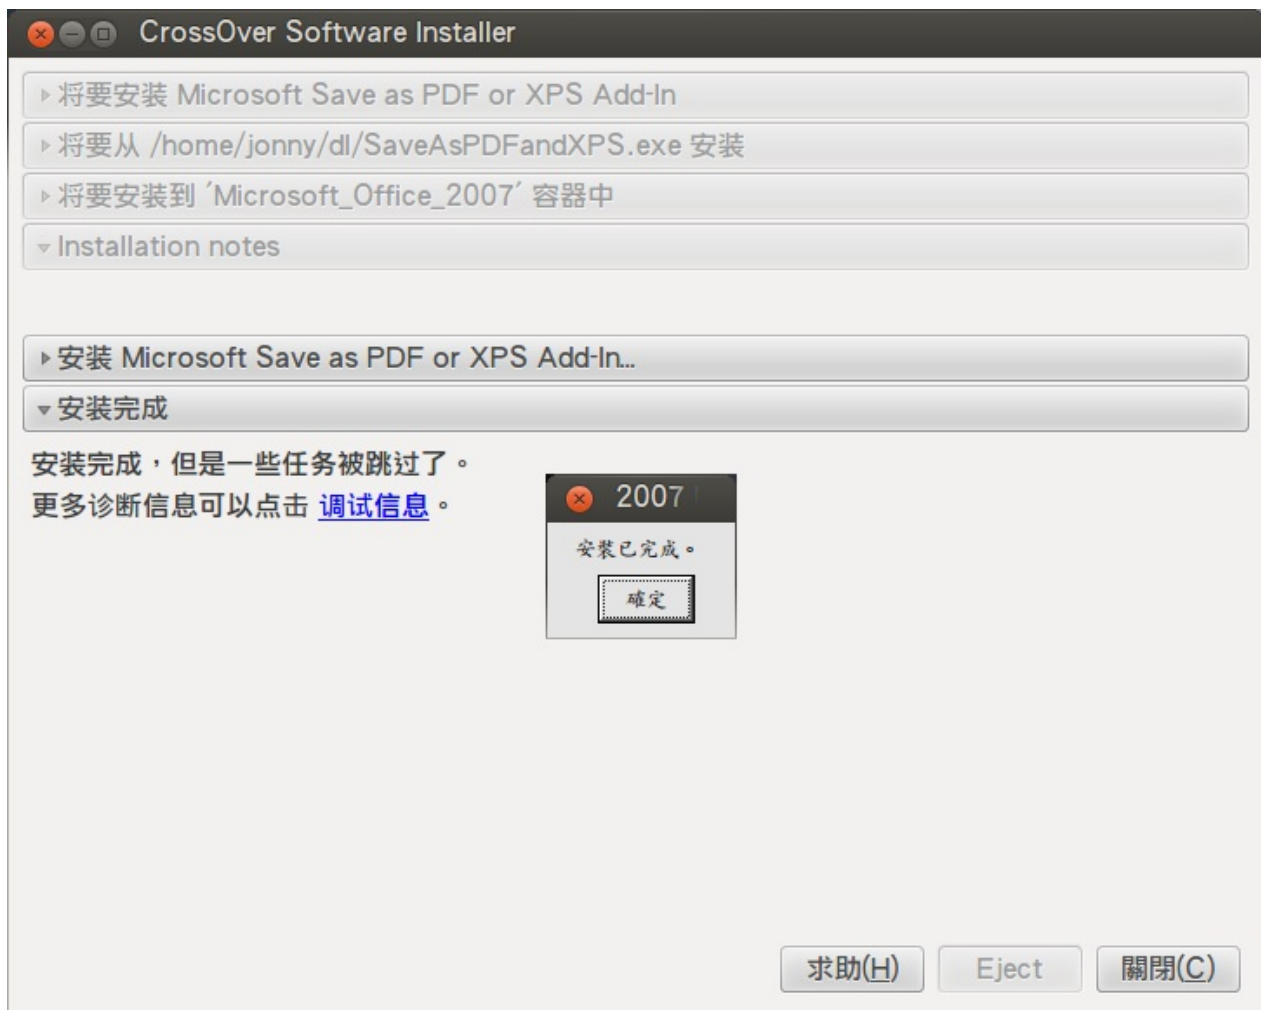 CrossOver Software Installer
将要安装 Microsoft Save as PDF or XPS Add-In
将要从 /home/jonny/dl/SaveAsPDFandXPS.exe 安装
将要安装到 ´Microsoft_Office_2007´ 容器中
Installation notes
安装 Microsoft Save as PDF or XPS Add-In...
安装完成
安装完成，但是一些任务被跳过了。
更多诊断信息可以点击 调试信息。
2007
安裝已完成。
確定
求助(H)
Eject
關閉(C)